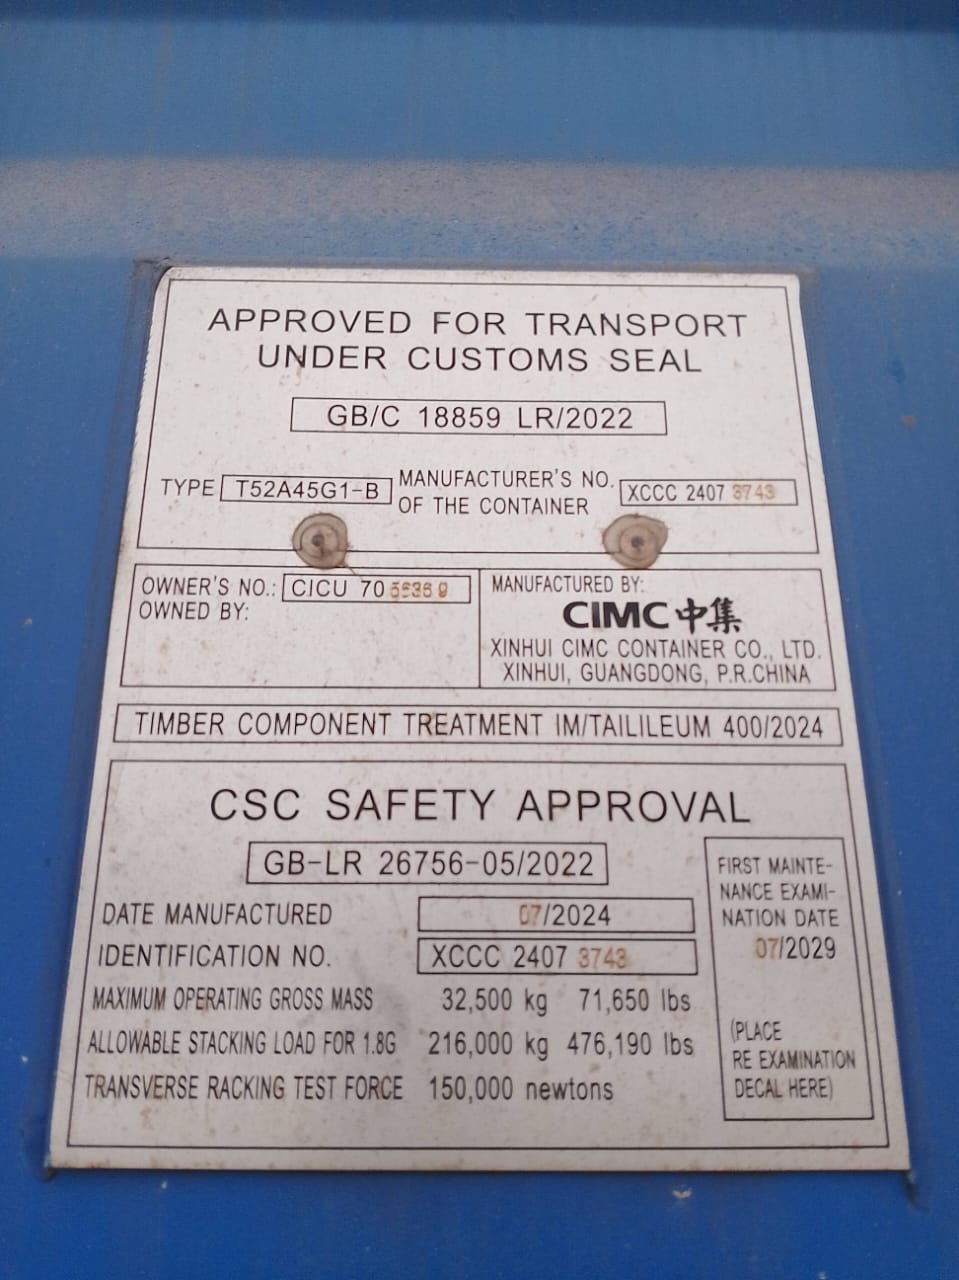 APPROVED FOR TRANSPORT
UNDER CUSTOMS SEAL
GB/C 18859 LR/2022
TYPE T52A45G1-B
MANUFACTURER'S NO.
OF THE CONTAINER
XCCC 2407 3743
OWNER'S NO.: CICU 70
OWNED BY:
MANUFACTURED BY:
CIMC 中集
XINHUI CIMC CONTAINER CO., LTD.
XINHUI, GUANGDONG, P.R.CHINA
TIMBER COMPONENT TREATMENT IM/TAILILEUM 400/2024
CSC SAFETY APPROVAL
GB-LR 26756-05/2022
DATE MANUFACTURED 07/2024
IDENTIFICATION NO. XCCC 2407 3743
MAXIMUM OPERATING GROSS MASS 32,500 kg 71,650 lbs
ALLOWABLE STACKING LOAD FOR 1.8G 216,000 kg 476,190 lbs
TRANSVERSE RACKING TEST FORCE 150,000 newtons
FIRST MAINTE-
NANCE EXAMI-
NATION DATE
07/2029
(PLACE
RE EXAMINATION
DECAL HERE)